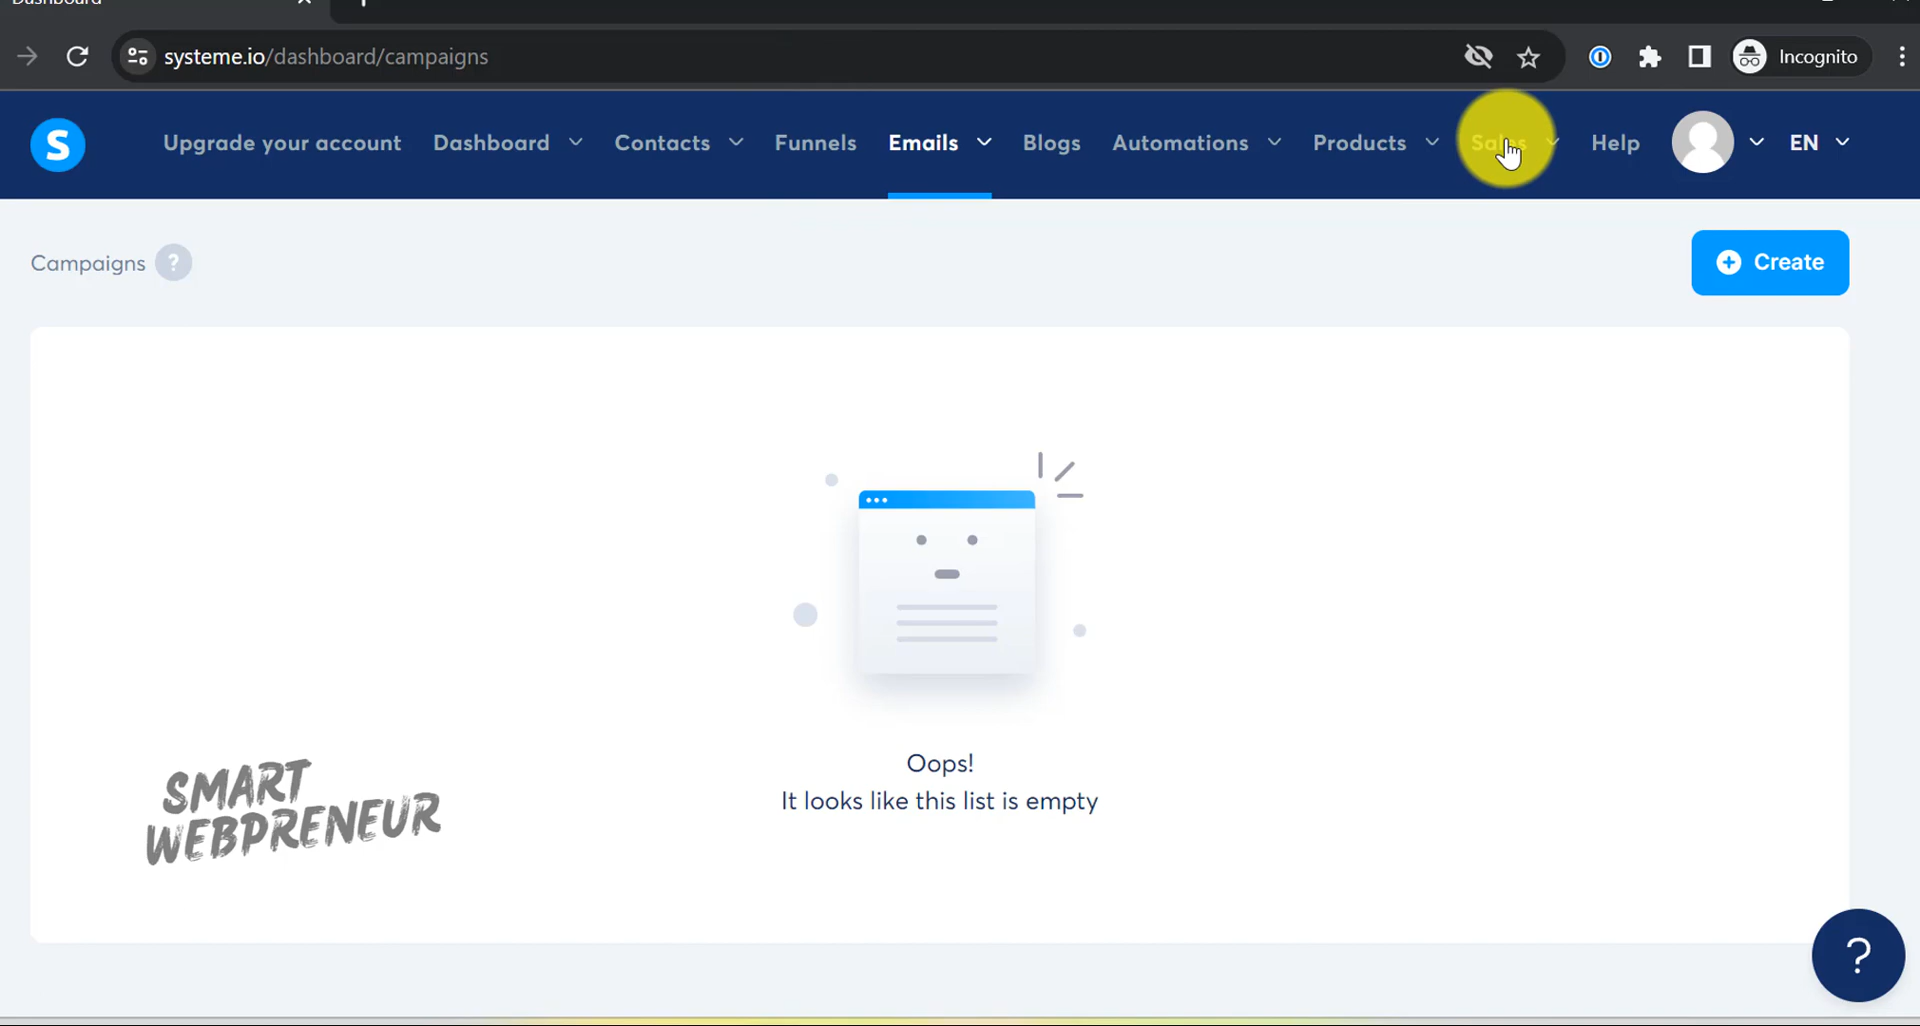 Dashboard
systeme.io/dashboard/campaigns
Incognito
S
Upgrade your account
Dashboard
Contacts
Funnels
Emails
Blogs
Automations
Products
Sales
Help
EN
Campaigns ?
Create
Oops!
It looks like this list is empty
SMART
WEBPRENEUR
?